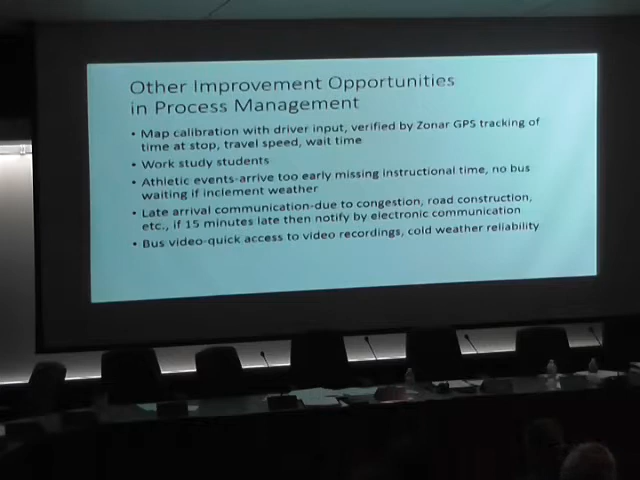 Other Improvement Opportunities
in Process Management
• Map calibration with driver input, verified by Zonar GPS tracking of
time at stop, travel speed, wait time
• Work study students
• Athletic events-arrive too early missing instructional time, no bus
waiting if inclement weather
• Late arrival communication-due to congestion, road construction,
etc., if 15 minutes late then notify by electronic communication
• Bus video-quick access to video recordings, cold weather reliability